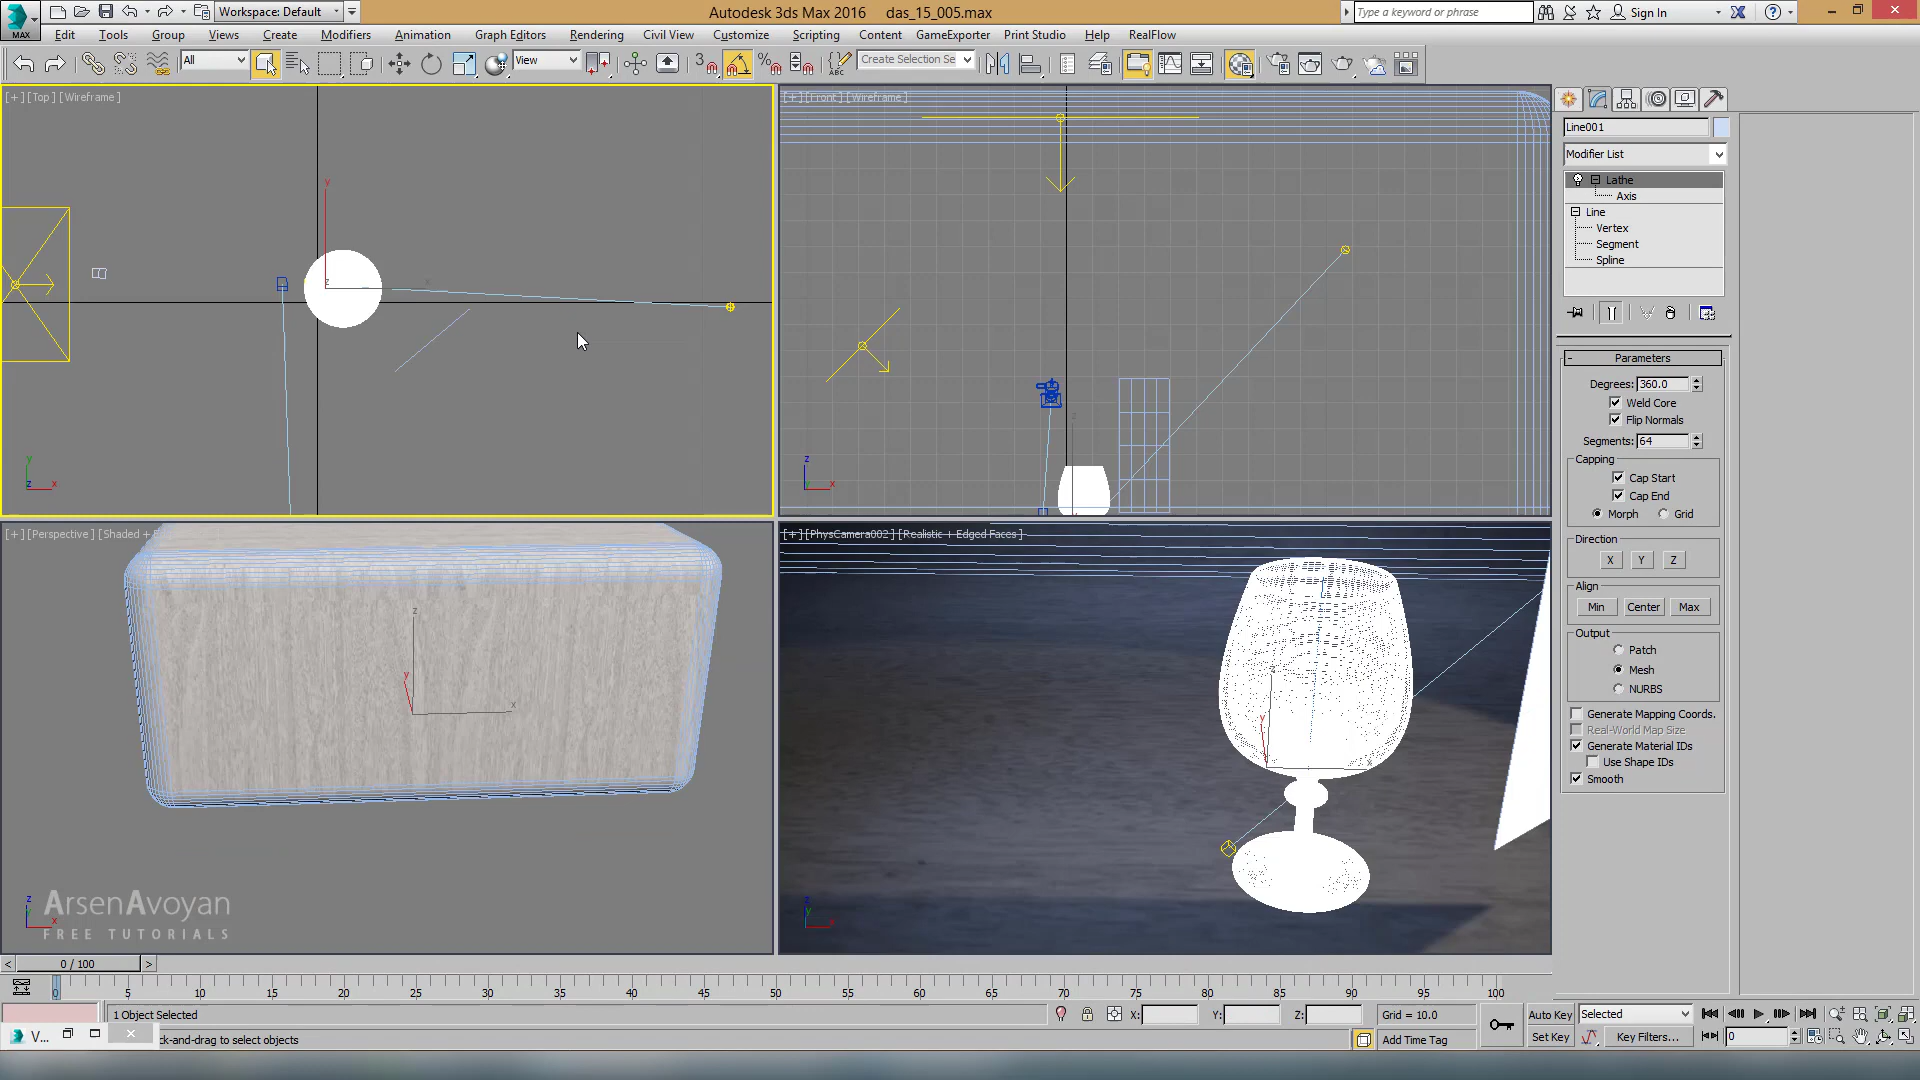 MAX
Workspace: Default
Autodesk 3ds Max 2016 das_15_005.max
Type a keyword or phrase
Sign In
Edit Tools Group Views Create Modifiers Animation Graph Editors Rendering Civil View Customize Scripting Content GameExporter Print Studio Help RealFlow
All
View
3
ABC
Create Selection Se
[+] [Top] [Wireframe]
[+] [Front] [Wireframe]
y
z
x
y
z
x
z
x
z
x
Line001
Modifier List
Lathe
Axis
Line
Vertex
Segment
Spline
Parameters
Degrees: 360.0
Weld Core
Flip Normals
Segments: 64
Capping
Cap Start
Cap End
Morph
Grid
Direction
X Y Z
Align
Min Center Max
Output
Patch
Mesh
NURBS
Generate Mapping Coords.
Real-World Map Size
Generate Material IDs
Use Shape IDs
Smooth
[+] [Perspective] [Shaded + E
[+] [PhysCamera002] [Realistic + Edged Faces]
z
y
x
y
ArsenAvoyan
FREE TUTORIALS
z
x
z
x
< 0 / 100 >
0 5 10 15 20 25 30 35 40 45 50 55 60 65 70 75 80 85 90 95 100
1 Object Selected
X: Y: Z:
Grid = 10.0
Auto Key
Selected
V...
ck-and-drag to select objects
Add Time Tag
Set Key
Key Filters...
0